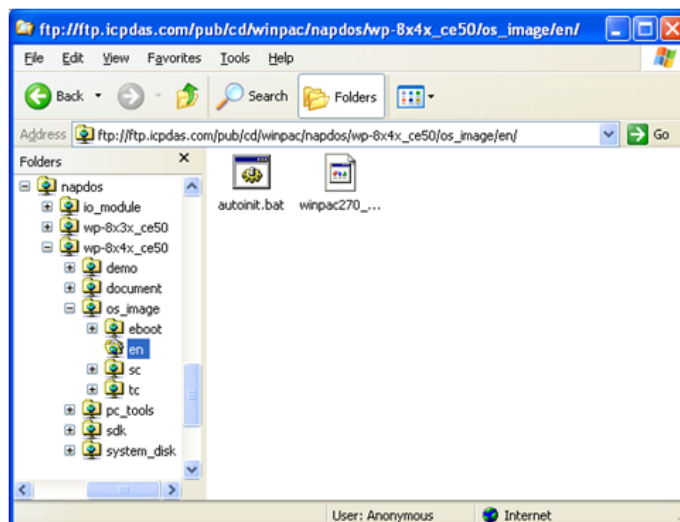 ftp://ftp.icpdas.com/pub/cd/winpac/napdos/wp-8x4x_ce50/os_image/en/
File Edit View Favorites Tools Help
Back Search Folders
Address ftp://ftp.icpdas.com/pub/cd/winpac/napdos/wp-8x4x_ce50/os_image/en/ Go
Folders
napdos
io_module
wp-8x3x_ce50
wp-8x4x_ce50
demo
document
os_image
eboot
en
sc
tc
pc_tools
sdk
system_disk
autoinit.bat winpac270_...
User: Anonymous Internet